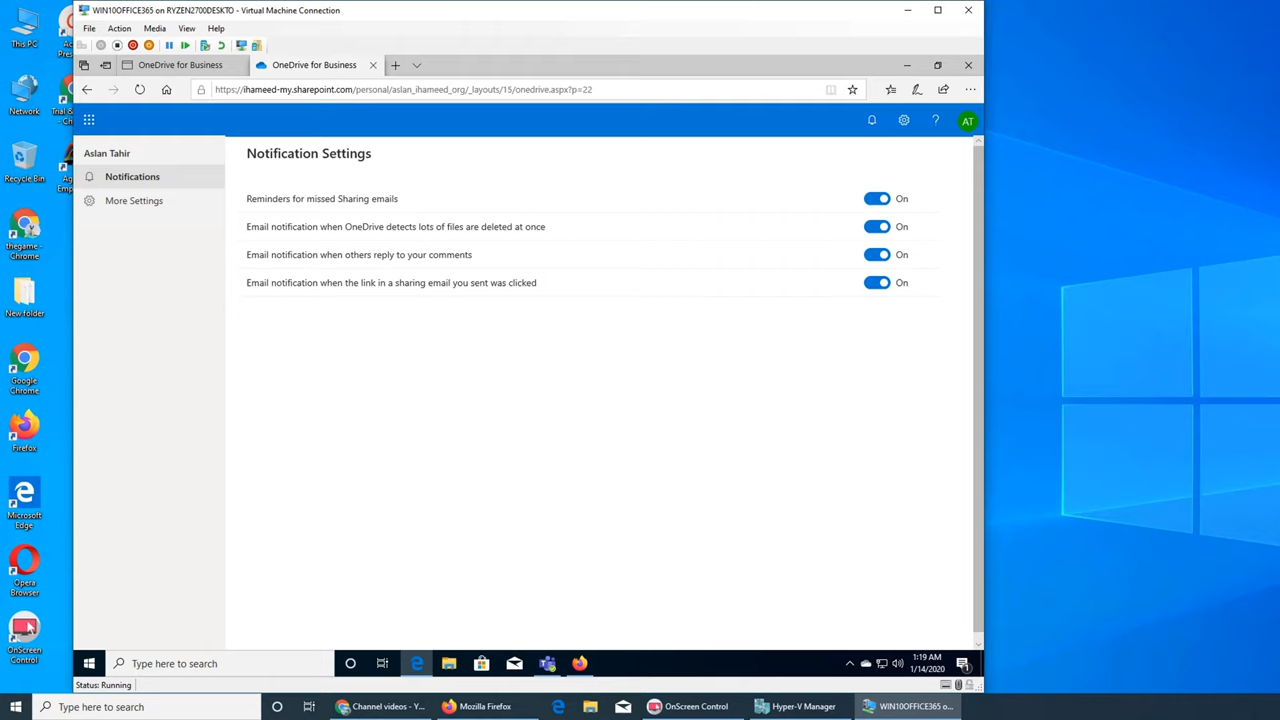 WIN10OFFICE365 on RYZEN2700DESKTO - Virtual Machine Connection
File Action Media View Help
OneDrive for Business
OneDrive for Business
https://ihameed-my.sharepoint.com/personal/aslan_ihameed_org/_layouts/15/onedrive.aspx?p=22
AT
Aslan Tahir
Notifications
More Settings
Notification Settings
Reminders for missed Sharing emails On
Email notification when OneDrive detects lots of files are deleted at once On
Email notification when others reply to your comments On
Email notification when the link in a sharing email you sent was clicked On
This PC
Network
Recycle Bin
thegame - Chrome
New folder
Google Chrome
Firefox
Microsoft Edge
Opera Browser
OnScreen Control
Type here to search
1:19 AM
1/14/2020
1
Status: Running
Type here to search
Channel videos - Y...
Mozilla Firefox
OnScreen Control
Hyper-V Manager
WIN10OFFICE365 o...